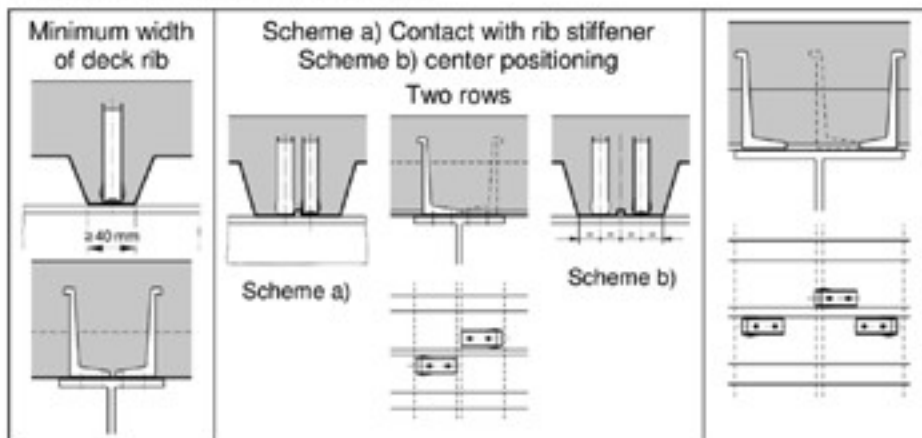 Minimum width
of deck rib
≥40 mm
Scheme a) Contact with rib stiffener
Scheme b) center positioning
Two rows
Scheme a)
Scheme b)